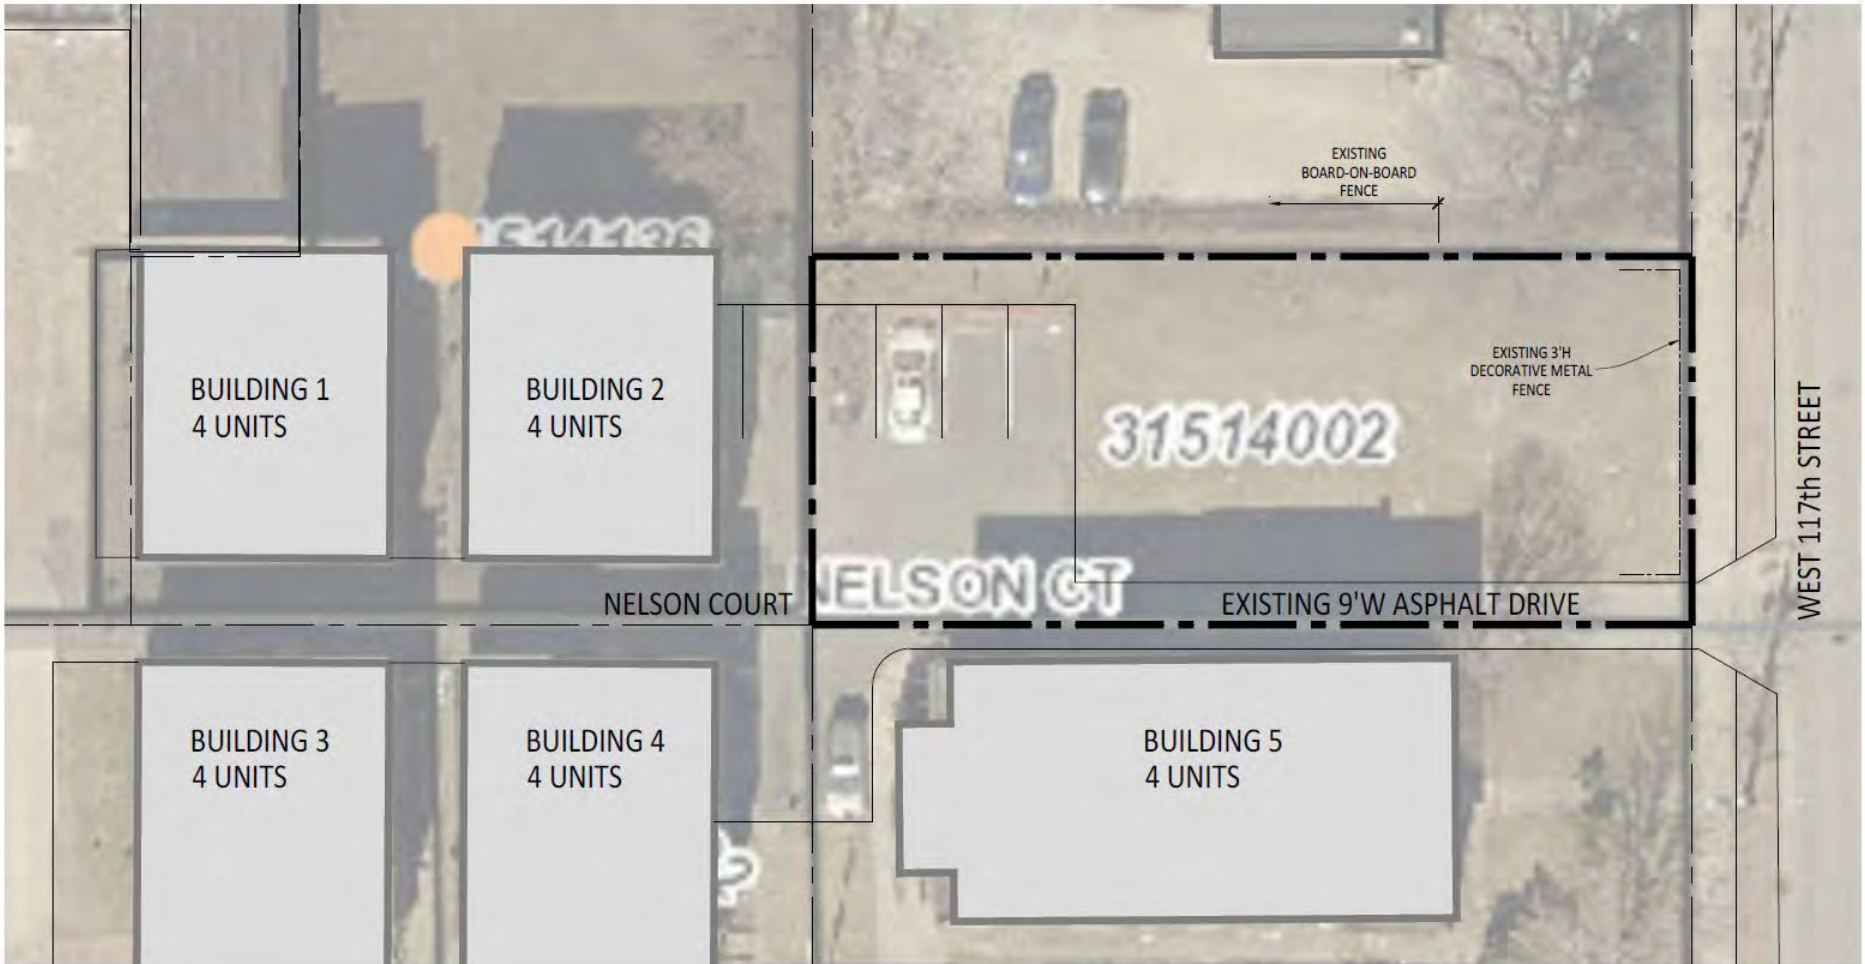 EXISTING
BOARD-ON-BOARD
FENCE
BUILDING 1
4 UNITS
BUILDING 2
4 UNITS
EXISTING 3'H
DECORATIVE METAL
FENCE
31514002
WEST 117th STREET
NELSON CT
NELSON COURT
EXISTING 9'W ASPHALT DRIVE
BUILDING 3
4 UNITS
BUILDING 4
4 UNITS
BUILDING 5
4 UNITS